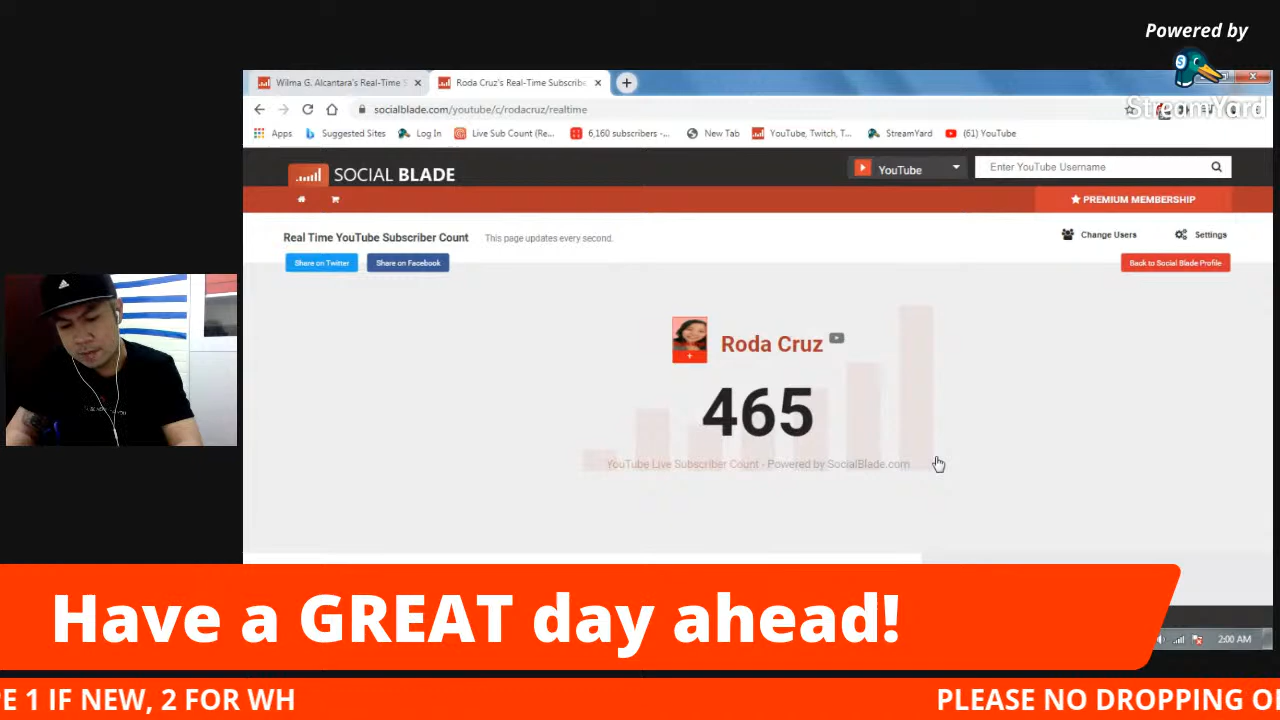 Powered by
StreamYard
Wilma G. Alcantara's Real-Time S
Roda Cruz's Real-Time Subscribe
socialblade.com/youtube/c/rodacruz/realtime
Apps
Suggested Sites
Log In
Live Sub Count (Re...
6,160 subscribers -...
New Tab
YouTube, Twitch, T...
StreamYard
(61) YouTube
SOCIAL BLADE
YouTube
Enter YouTube Username
PREMIUM MEMBERSHIP
Real Time YouTube Subscriber Count
This page updates every second.
Change Users
Settings
Share on Twitter
Share on Facebook
Back to Social Blade Profile
Roda Cruz
465
YouTube Live Subscriber Count - Powered by SocialBlade.com
Have a GREAT day ahead!
2:00 AM
PE 1 IF NEW, 2 FOR WH
PLEASE NO DROPPING O